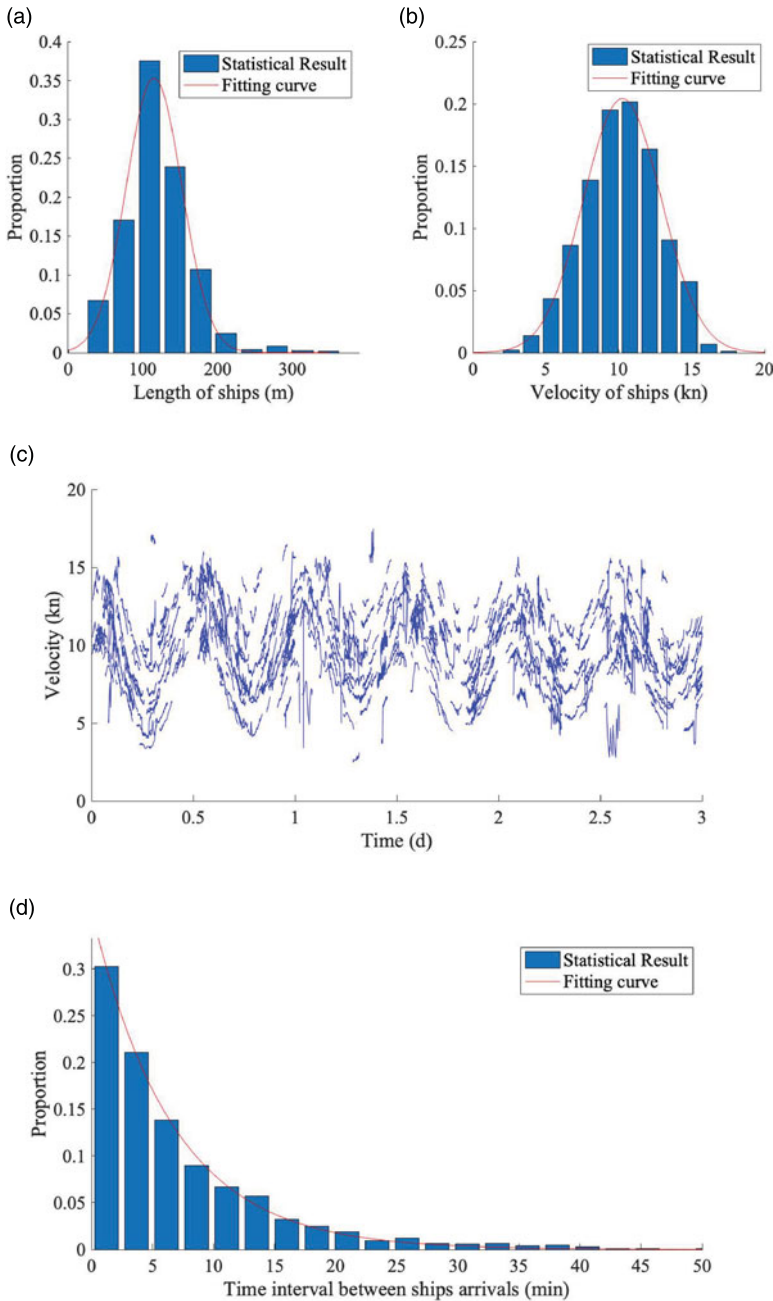 (a)
0.4
0.35
0.3
0.25
0.2
0.15
0.1
0.05
0
Proportion
Statistical Result
Fitting curve
0 100 200 300
Length of ships (m)
(b)
0.25
0.2
0.15
0.1
0.05
0
Proportion
Statistical Result
Fitting curve
0 5 10 15 20
Velocity of ships (kn)
(c)
20
15
10
5
0
Velocity (kn)
0 0.5 1 1.5 2 2.5 3
Time (d)
(d)
0.3
0.25
0.2
0.15
0.1
0.05
0
Proportion
Statistical Result
Fitting curve
0 5 10 15 20 25 30 35 40 45 50
Time interval between ships arrivals (min)